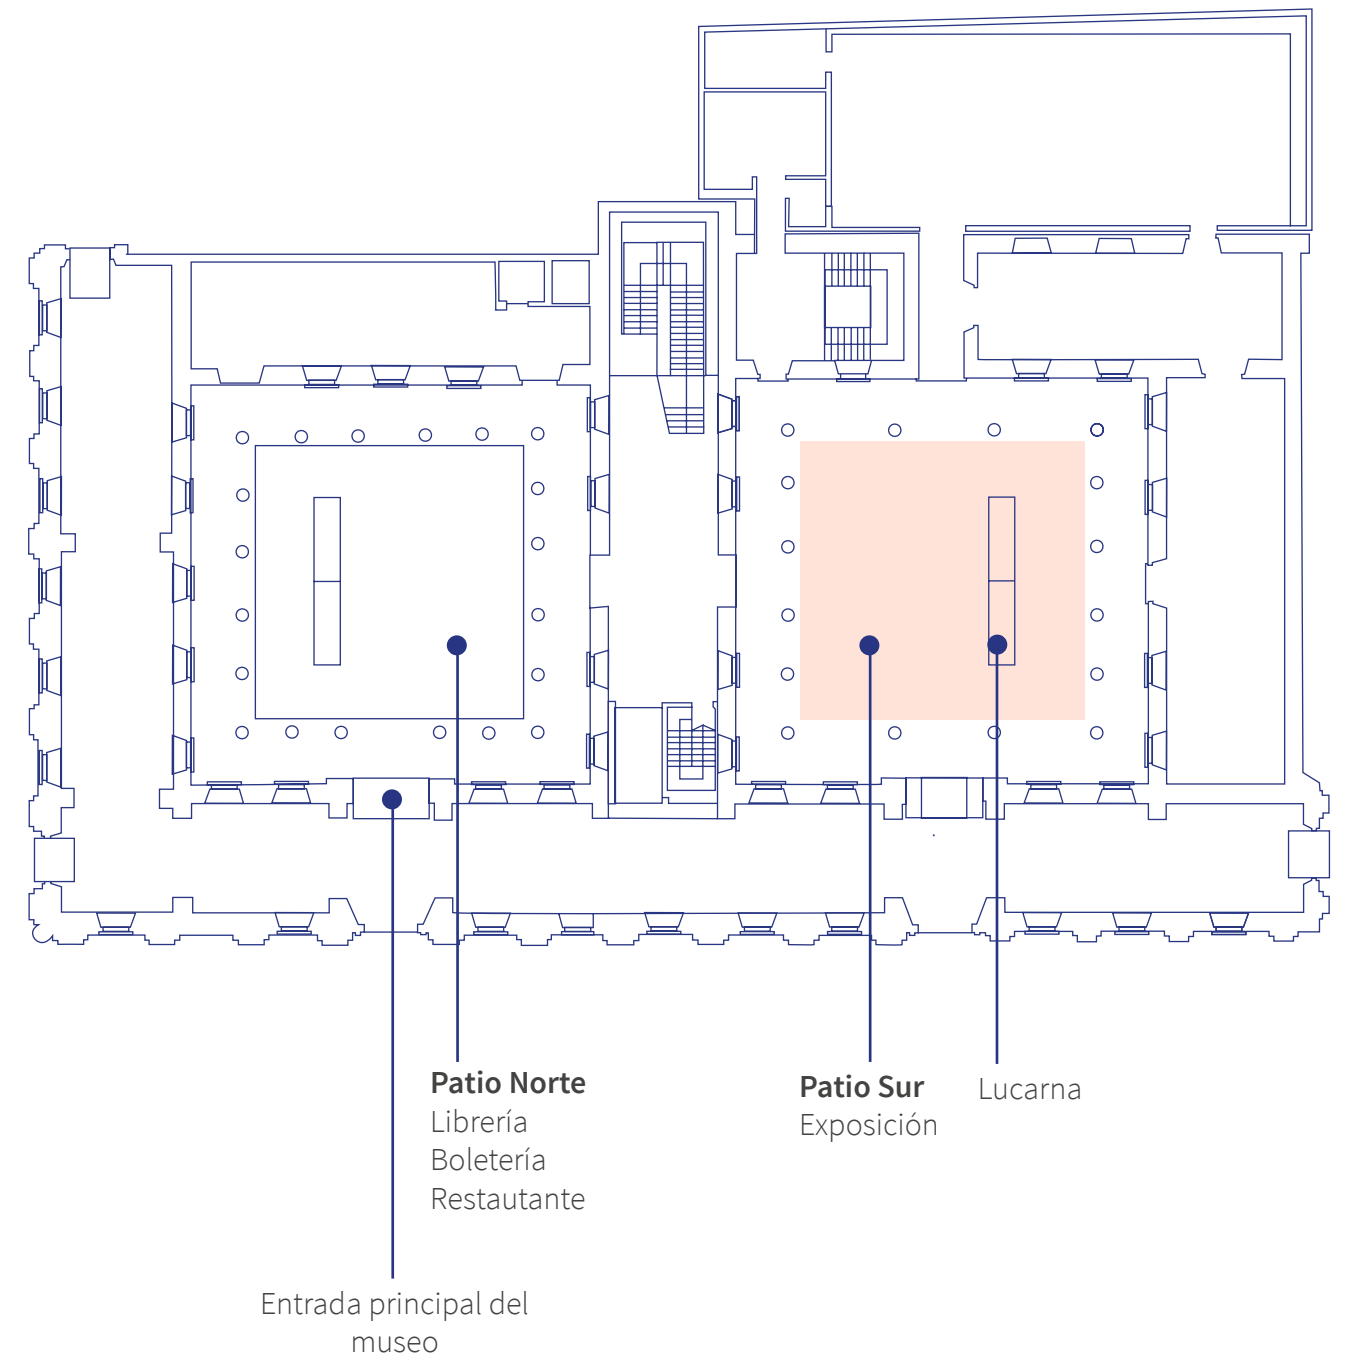 Patio Norte
Librería
Boletería
Restautante
Patio Sur
Exposición
Lucarna
Entrada principal del
museo